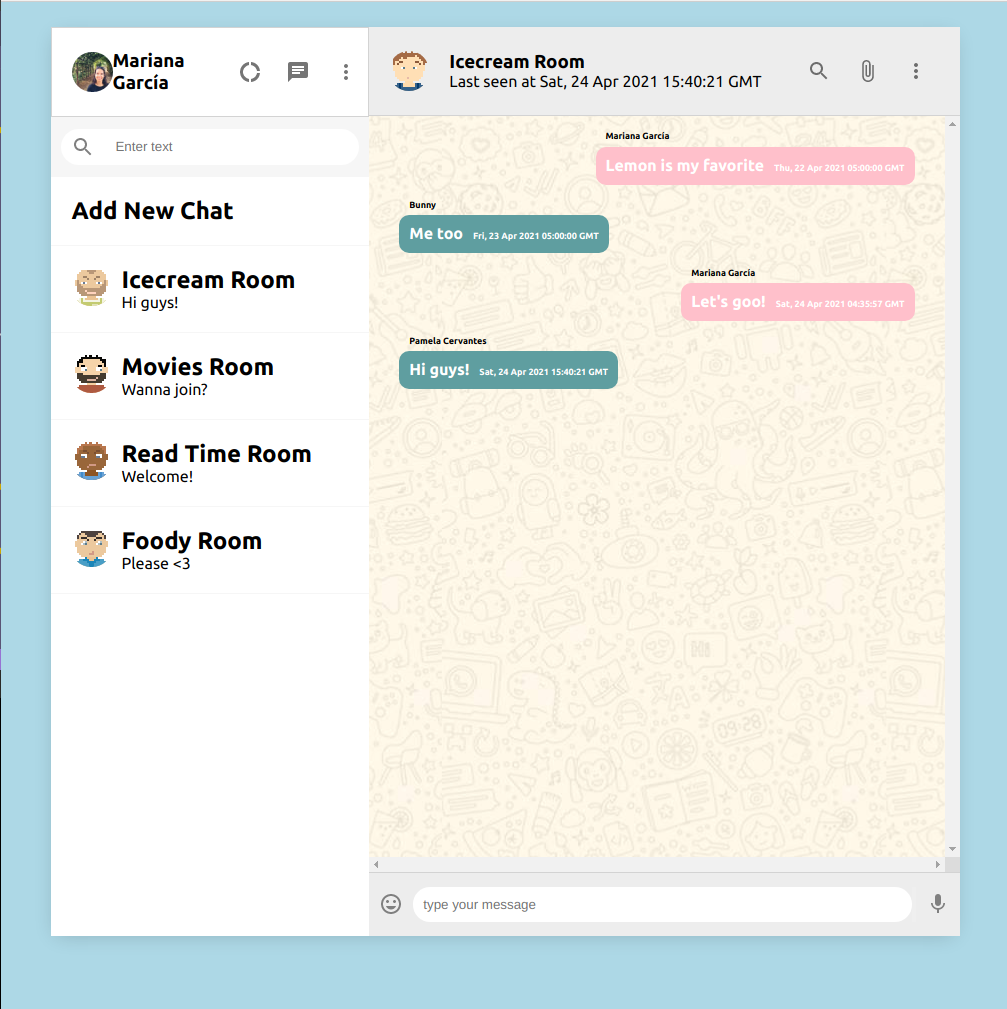 Mariana
García
Enter text
Add New Chat
Icecream Room
Hi guys!
Movies Room
Wanna join?
Read Time Room
Welcome!
Foody Room
Please <3
Icecream Room
Last seen at Sat, 24 Apr 2021 15:40:21 GMT
Mariana García
Lemon is my favorite Thu, 22 Apr 2021 05:00:00 GMT
Bunny
Me too Fri, 23 Apr 2021 05:00:00 GMT
Mariana García
Let's goo! Sat, 24 Apr 2021 04:35:57 GMT
Pamela Cervantes
Hi guys! Sat, 24 Apr 2021 15:40:21 GMT
Hi
09:28
type your message